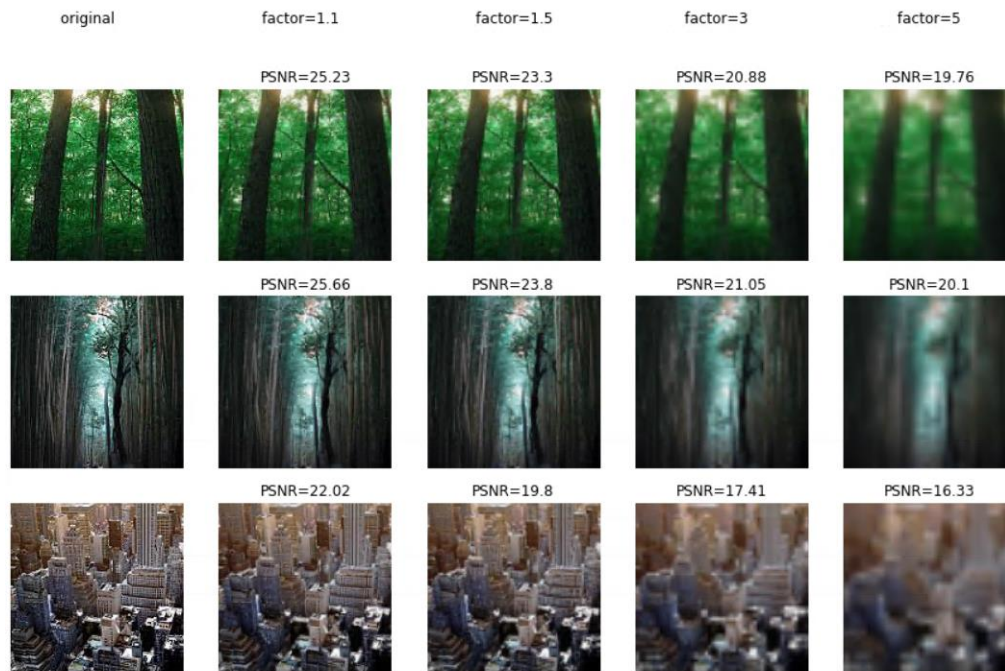 original factor=1.1 factor=1.5 factor=3 factor=5
PSNR=25.23 PSNR=23.3 PSNR=20.88 PSNR=19.76
PSNR=25.66 PSNR=23.8 PSNR=21.05 PSNR=20.1
PSNR=22.02 PSNR=19.8 PSNR=17.41 PSNR=16.33